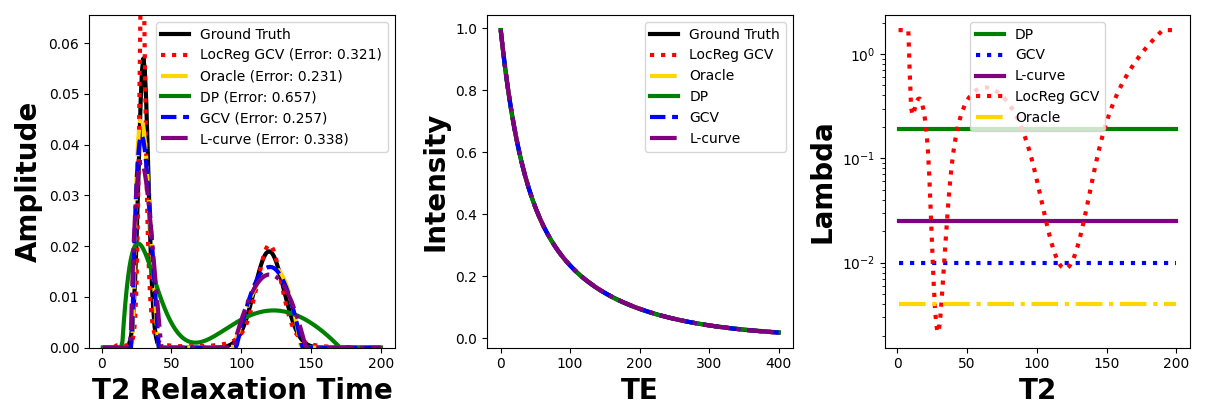 Amplitude
0.06
0.05
0.04
0.03
0.02
0.01
0.00
0
50
100
150
200
T2 Relaxation Time
Ground Truth
LocReg GCV (Error: 0.321)
Oracle (Error: 0.231)
DP (Error: 0.657)
GCV (Error: 0.257)
L-curve (Error: 0.338)
Intensity
1.0
0.8
0.6
0.4
0.2
0.0
0
100
200
300
400
TE
Ground Truth
LocReg GCV
Oracle
DP
GCV
L-curve
Lambda
10⁰
10⁻¹
10⁻²
0
50
100
150
200
T2
DP
GCV
L-curve
LocReg GCV
Oracle